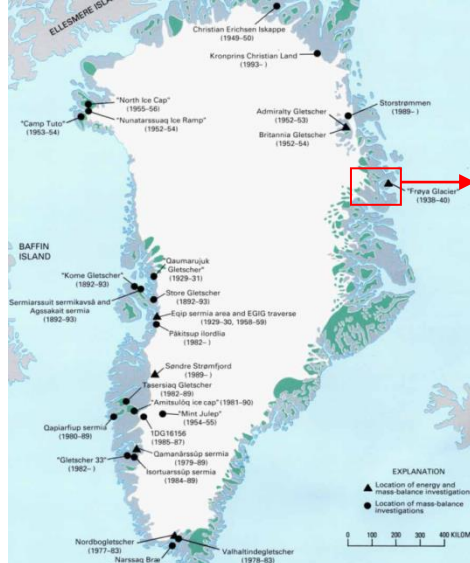 ELLESMERE ISLAND
Christian Erichsen Iskappe
(1949–50)
Kronprins Christian Land
(1993– )
"North Ice Cap"
(1955–56)
"Camp Tuto"
(1953–54)
"Nunatarssuaq Ice Ramp"
(1952–54)
Admiralty Gletscher
(1952–53)
Storstrømmen
(1989– )
Britannia Gletscher
(1952–54)
"Frøya Glacier"
(1938–40)
BAFFIN
ISLAND
Qaumarujuk
Gletscher"
(1929–31)
"Kome Gletscher"
(1892–93)
Sermiarssuit sermikavsâ and
Agssakait sermia
(1892–93)
Store Gletscher
(1892–93)
Eqip sermia area and EGIG traverse
(1929–30, 1958–59)
Pâkitsup ilordlia
(1982– )
Søndre Strømfjord
(1989– )
Tasersiaq Gletscher
(1982–89)
"Amitsulôq ice cap" (1981–90)
"Mint Julep"
(1954–55)
Qapiarfiup sermia
(1980–89)
1DG16156
(1985–87)
Qamanârssûp sermia
(1979–89)
"Gletscher 33"
(1982– )
Isortuarssûp sermia
(1984–89)
Nordbogletscher
(1977–83)
Narssaq Bræ
Valhaltindegletscher
(1978–83)
EXPLANATION
Location of energy and
mass-balance investigations
Location of mass-balance
investigations
0 100 200 300 400 KILOM